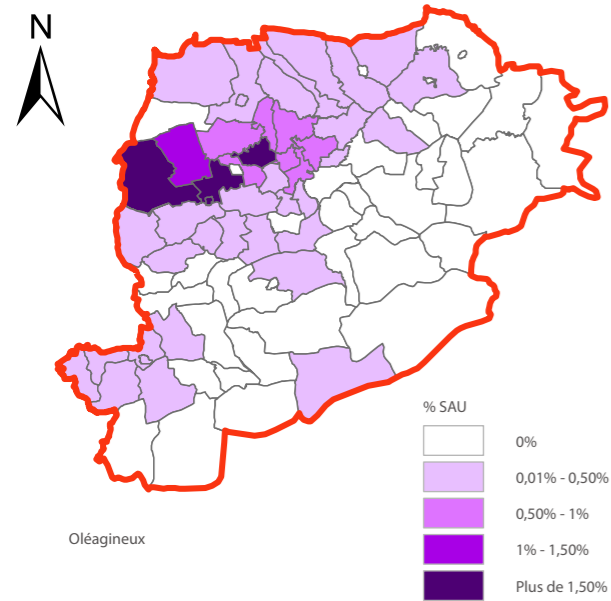 N
% SAU
0%
0,01% - 0,50%
0,50% - 1%
1% - 1,50%
Plus de 1,50%
Oléagineux